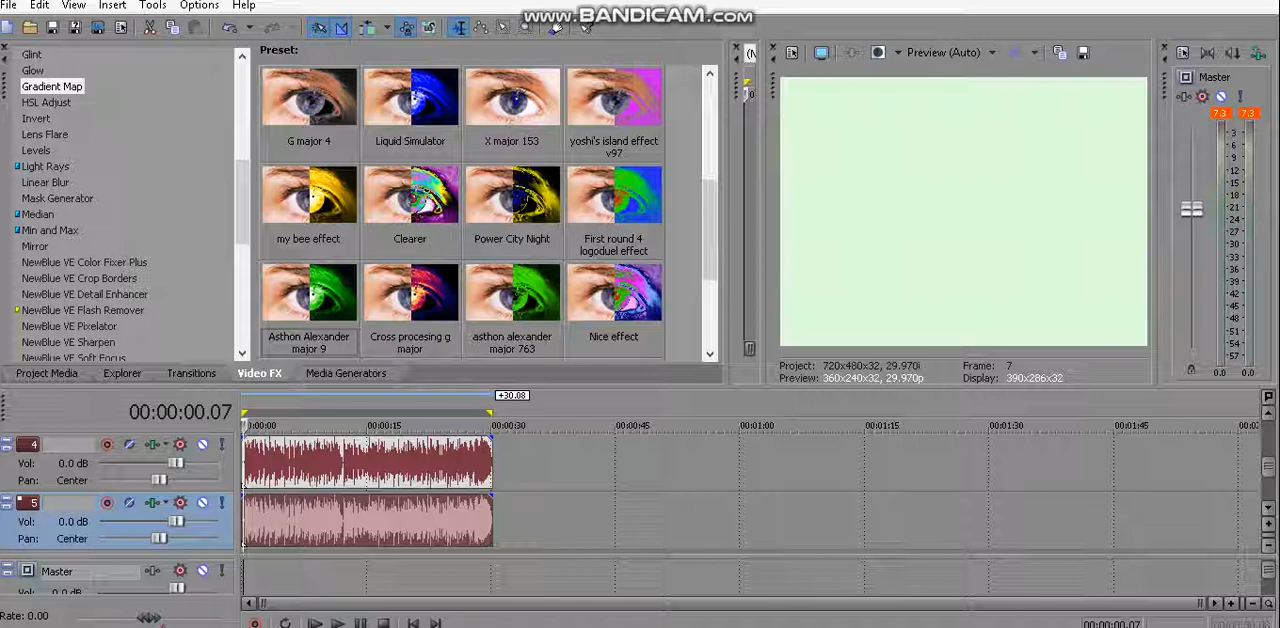 www.BANDICAM.com
File Edit View Insert Tools Options Help
Glint
Glow
Gradient Map
HSL Adjust
Invert
Lens Flare
Levels
Light Rays
Linear Blur
Mask Generator
Median
Min and Max
Mirror
NewBlue VE Color Fixer Plus
NewBlue VE Crop Borders
NewBlue VE Detail Enhancer
NewBlue VE Flash Remover
NewBlue VE Pixelator
NewBlue VE Sharpen
NewBlue VE Soft Focus
Preset:
G major 4
Liquid Simulator
X major 153
yoshi's island effect
v97
my bee effect
Clearer
Power City Night
First round 4
logoduel effect
Asthon Alexander
major 9
Cross procesing g
major
asthon alexander
major 763
Nice effect
Project Media Explorer Transitions Video FX Media Generators
Preview (Auto)
Project: 720x480x32, 29.970i
Frame: 7
Preview: 360x240x32, 29.970p
Display: 390x286x32
Master
7.3 7.3
3
6
9
12
15
18
21
24
27
30
33
36
39
42
45
48
51
54
57
0.0 0.0
00:00:00.07
+30.08
00:00:15
00:00:30
00:00:45
00:01:00
00:01:15
00:01:30
00:01:45
4
Vol: 0.0 dB
Pan: Center
5
Vol: 0.0 dB
Pan: Center
Master
Rate: 0.00
00:00:00.07